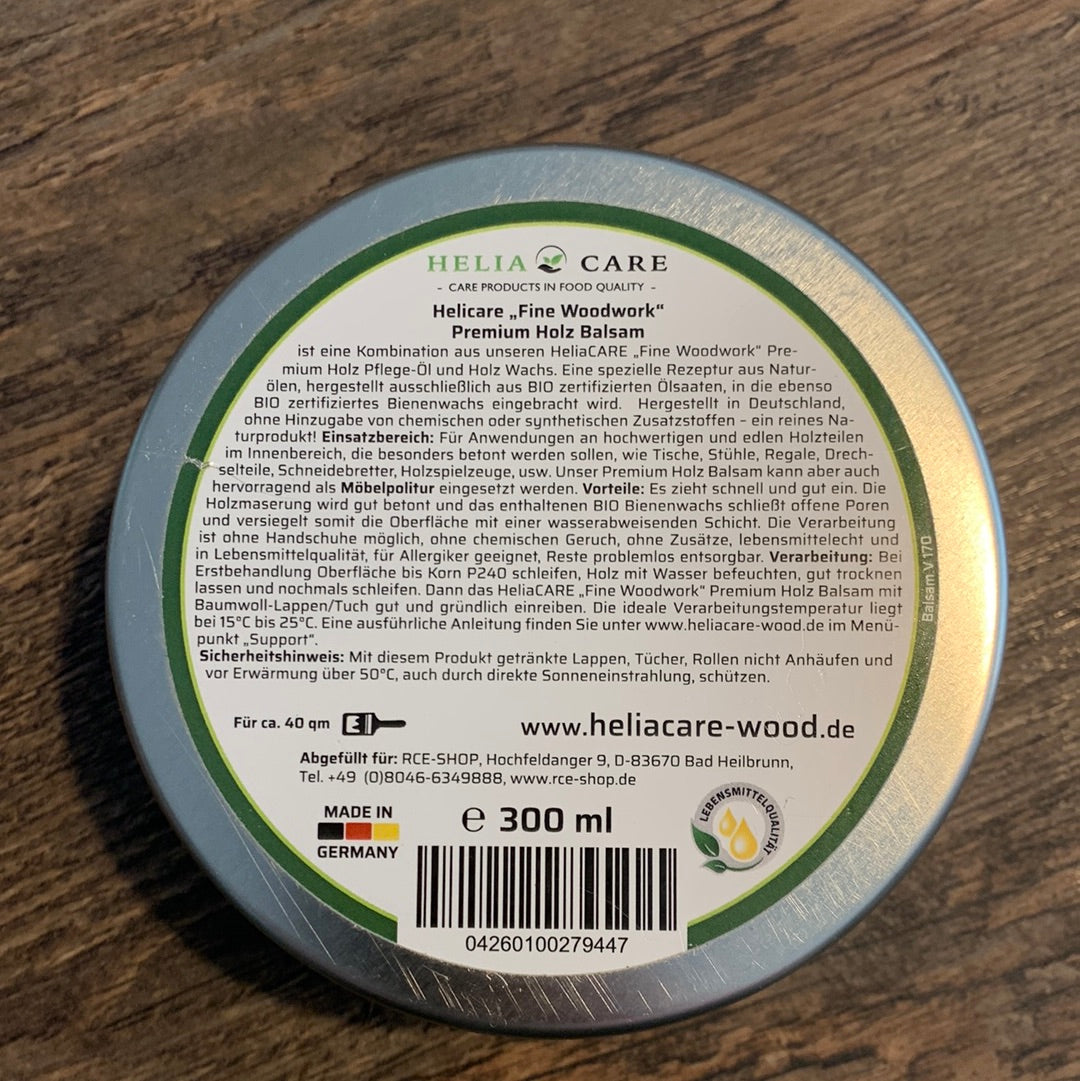 HELIA CARE
- CARE PRODUCTS IN FOOD QUALITY -
Helicare „Fine Woodwork“
Premium Holz Balsam
ist eine Kombination aus unseren HeliaCARE „Fine Woodwork“ Pre-
mium Holz Pflege-Öl und Holz Wachs. Eine spezielle Rezeptur aus Natur-
ölen, hergestellt ausschließlich aus BIO zertifizierten Ölsaaten, in die ebenso
BIO zertifiziertes Bienenwachs eingebracht wird. Hergestellt in Deutschland,
ohne Hinzugabe von chemischen oder synthetischen Zusatzstoffen – ein reines Na-
turprodukt! Einsatzbereich: Für Anwendungen an hochwertigen und edlen Holzteilen
im Innenbereich, die besonders betont werden sollen, wie Tische, Stühle, Regale, Drech-
selteile, Schneidebretter, Holzspielzeuge, usw. Unser Premium Holz Balsam kann aber auch
hervorragend als Möbelpolitur eingesetzt werden. Vorteile: Es zieht schnell und gut ein. Die
Holzmaserung wird gut betont und das enthaltenen BIO Bienenwachs schließt offene Poren
und versiegelt somit die Oberfläche mit einer wasserabweisenden Schicht. Die Verarbeitung
ist ohne Handschuhe möglich, ohne chemischen Geruch, ohne Zusätze, lebensmittelecht und
in Lebensmittelqualität, für Allergiker geeignet, Reste problemlos entsorgbar. Verarbeitung: Bei
Erstbehandlung Oberfläche bis Korn P240 schleifen, Holz mit Wasser befeuchten, gut trocknen
lassen und nochmals schleifen. Dann das HeliaCARE „Fine Woodwork“ Premium Holz Balsam mit
Baumwoll-Lappen/Tuch gut und gründlich einreiben. Die ideale Verarbeitungstemperatur liegt
bei 15°C bis 25°C. Eine ausführliche Anleitung finden Sie unter www.heliacare-wood.de im Menü-
punkt „Support“.
Sicherheitshinweis: Mit diesem Produkt getränkte Lappen, Tücher, Rollen nicht Anhäufen und
vor Erwärmung über 50°C, auch durch direkte Sonneneinstrahlung, schützen.
Balsam V 170
Für ca. 40 qm
www.heliacare-wood.de
Abgefüllt für: RCE-SHOP, Hochfeldanger 9, D-83670 Bad Heilbrunn,
Tel. +49 (0)8046-6349888, www.rce-shop.de
MADE IN
GERMANY
℮ 300 ml
LEBENSMITTELQUALITÄT
04260100279447